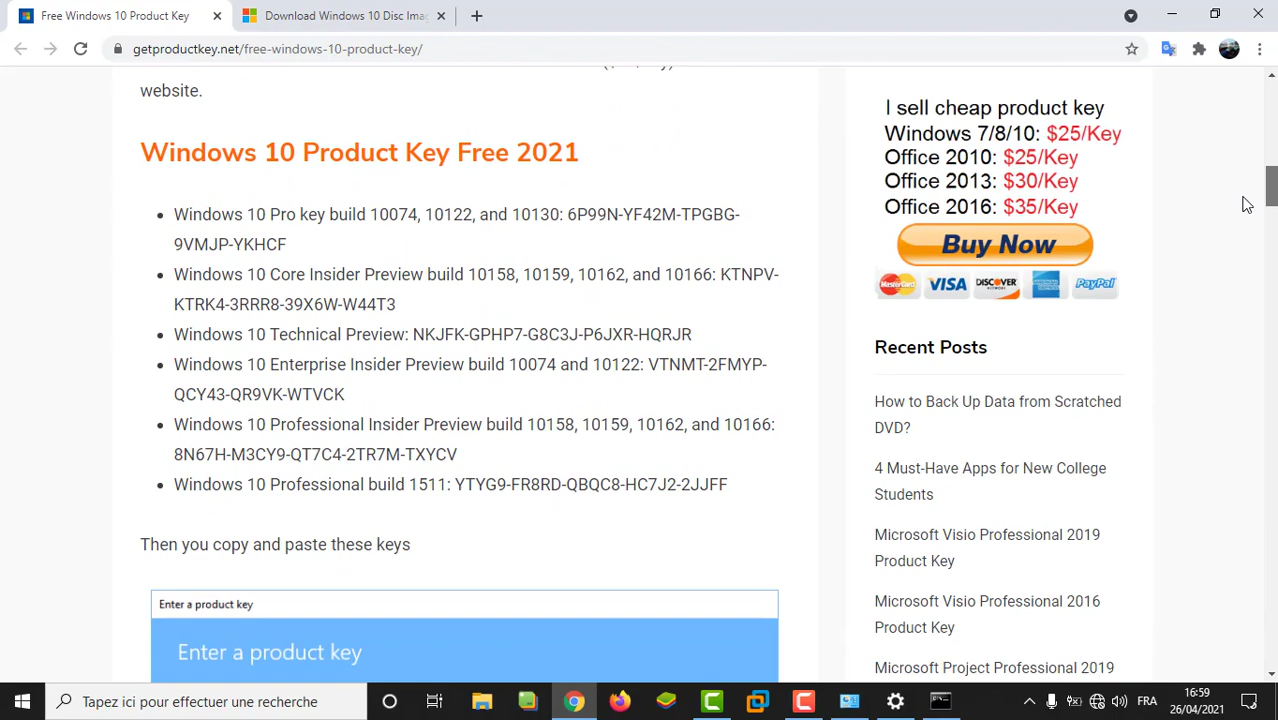 Free Windows 10 Product Key
Download Windows 10 Disc Imag
getproductkey.net/free-windows-10-product-key/
website.
Windows 10 Product Key Free 2021
Windows 10 Pro key build 10074, 10122, and 10130: 6P99N-YF42M-TPGBG-
9VMJP-YKHCF
Windows 10 Core Insider Preview build 10158, 10159, 10162, and 10166: KTNPV-
KTRK4-3RRR8-39X6W-W44T3
Windows 10 Technical Preview: NKJFK-GPHP7-G8C3J-P6JXR-HQRJR
Windows 10 Enterprise Insider Preview build 10074 and 10122: VTNMT-2FMYP-
QCY43-QR9VK-WTVCK
Windows 10 Professional Insider Preview build 10158, 10159, 10162, and 10166:
8N67H-M3CY9-QT7C4-2TR7M-TXYCV
Windows 10 Professional build 1511: YTYG9-FR8RD-QBQC8-HC7J2-2JJFF
Then you copy and paste these keys
Enter a product key
Enter a product key
I sell cheap product key
Windows 7/8/10: $25/Key
Office 2010: $25/Key
Office 2013: $30/Key
Office 2016: $35/Key
Buy Now
MasterCard VISA DISCOVER AMERICAN EXPRESS PayPal
Recent Posts
How to Back Up Data from Scratched
DVD?
4 Must-Have Apps for New College
Students
Microsoft Visio Professional 2019
Product Key
Microsoft Visio Professional 2016
Product Key
Microsoft Project Professional 2019
Tapez ici pour effectuer une recherche
FRA
16:59
26/04/2021